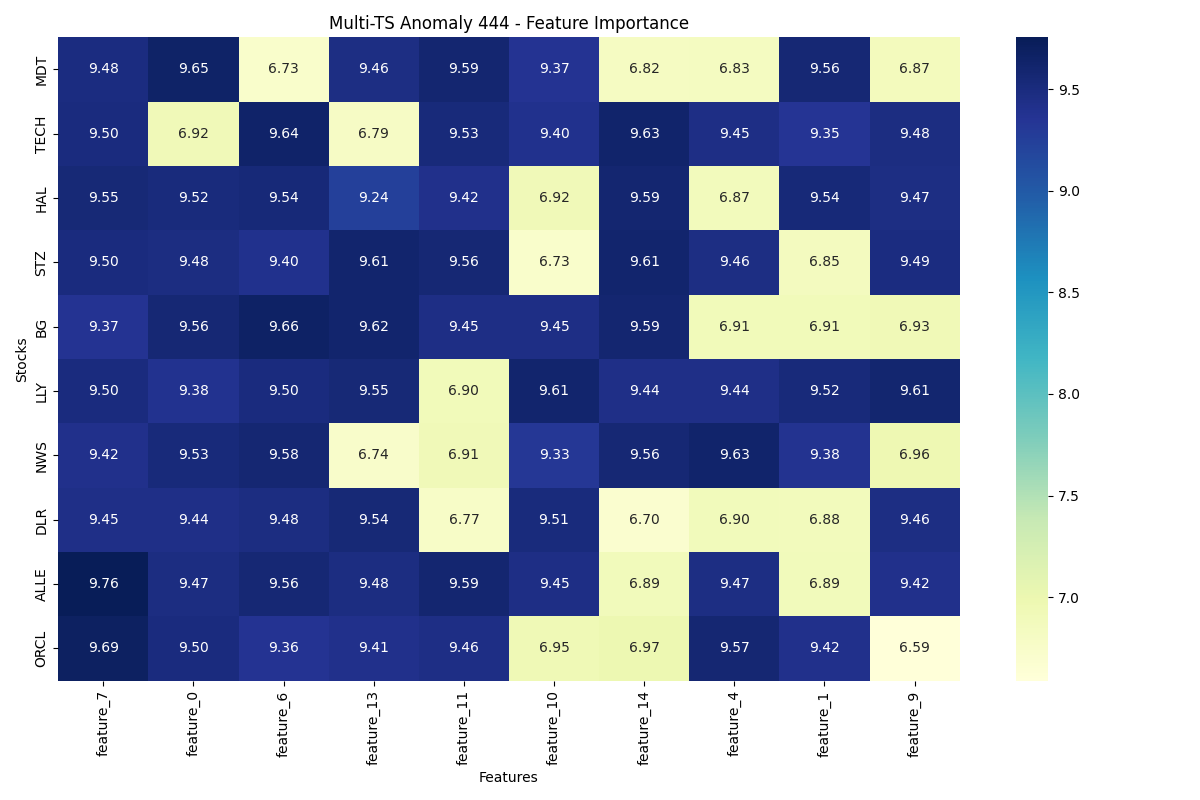 Multi-TS Anomaly 444 - Feature Importance
Stocks
MDT 9.48 9.65 6.73 9.46 9.59 9.37 6.82 6.83 9.56 6.87
TECH 9.50 6.92 9.64 6.79 9.53 9.40 9.63 9.45 9.35 9.48
HAL 9.55 9.52 9.54 9.24 9.42 6.92 9.59 6.87 9.54 9.47
STZ 9.50 9.48 9.40 9.61 9.56 6.73 9.61 9.46 6.85 9.49
BG 9.37 9.56 9.66 9.62 9.45 9.45 9.59 6.91 6.91 6.93
LLY 9.50 9.38 9.50 9.55 6.90 9.61 9.44 9.44 9.52 9.61
NWS 9.42 9.53 9.58 6.74 6.91 9.33 9.56 9.63 9.38 6.96
DLR 9.45 9.44 9.48 9.54 6.77 9.51 6.70 6.90 6.88 9.46
ALLE 9.76 9.47 9.56 9.48 9.59 9.45 6.89 9.47 6.89 9.42
ORCL 9.69 9.50 9.36 9.41 9.46 6.95 6.97 9.57 9.42 6.59
feature_7 feature_0 feature_6 feature_13 feature_11 feature_10 feature_14 feature_4 feature_1 feature_9
Features
9.5
9.0
8.5
8.0
7.5
7.0